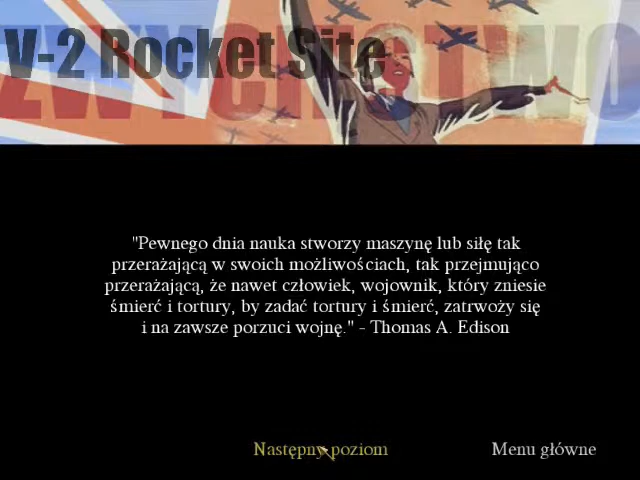 V-2 Rocket Site
ZWYCIĘSTWO
"Pewnego dnia nauka stworzy maszynę lub siłę tak
przerażającą w swoich możliwościach, tak przejmująco
przerażającą, że nawet człowiek, wojownik, który zniesie
śmierć i tortury, by zadać tortury i śmierć, zatrwoży się
i na zawsze porzuci wojnę." - Thomas A. Edison
Następny poziom
Menu główne